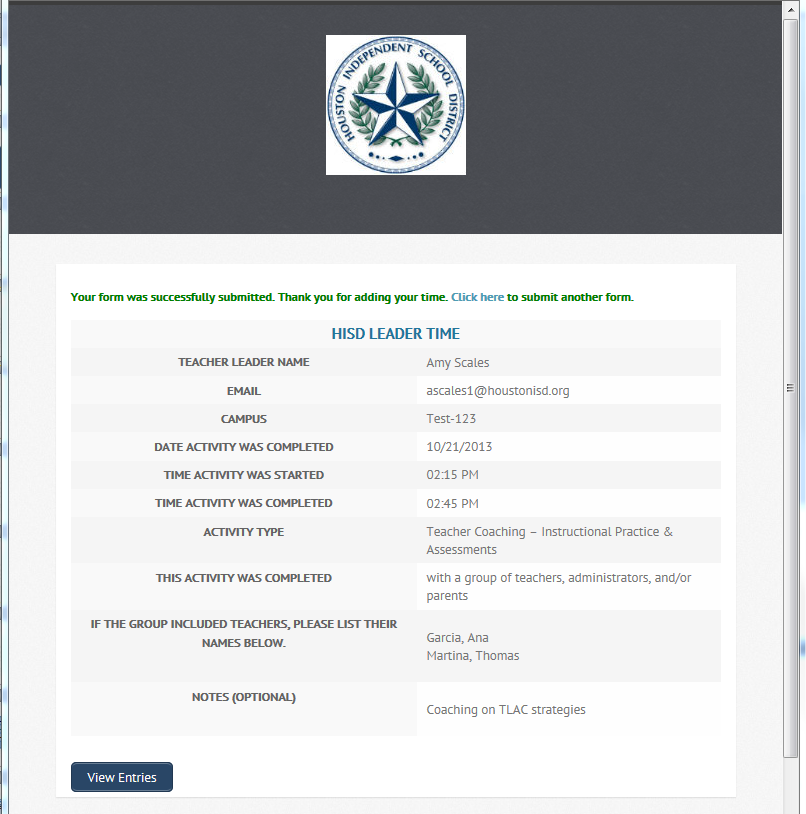 HOUSTON INDEPENDENT SCHOOL DISTRICT
Your form was successfully submitted. Thank you for adding your time. Click here to submit another form.
HISD LEADER TIME
TEACHER LEADER NAME Amy Scales
EMAIL ascales1@houstonisd.org
CAMPUS Test-123
DATE ACTIVITY WAS COMPLETED 10/21/2013
TIME ACTIVITY WAS STARTED 02:15 PM
TIME ACTIVITY WAS COMPLETED 02:45 PM
ACTIVITY TYPE Teacher Coaching – Instructional Practice &
Assessments
THIS ACTIVITY WAS COMPLETED with a group of teachers, administrators, and/or
parents
IF THE GROUP INCLUDED TEACHERS, PLEASE LIST THEIR
NAMES BELOW.
Garcia, Ana
Martina, Thomas
NOTES (OPTIONAL)
Coaching on TLAC strategies
View Entries